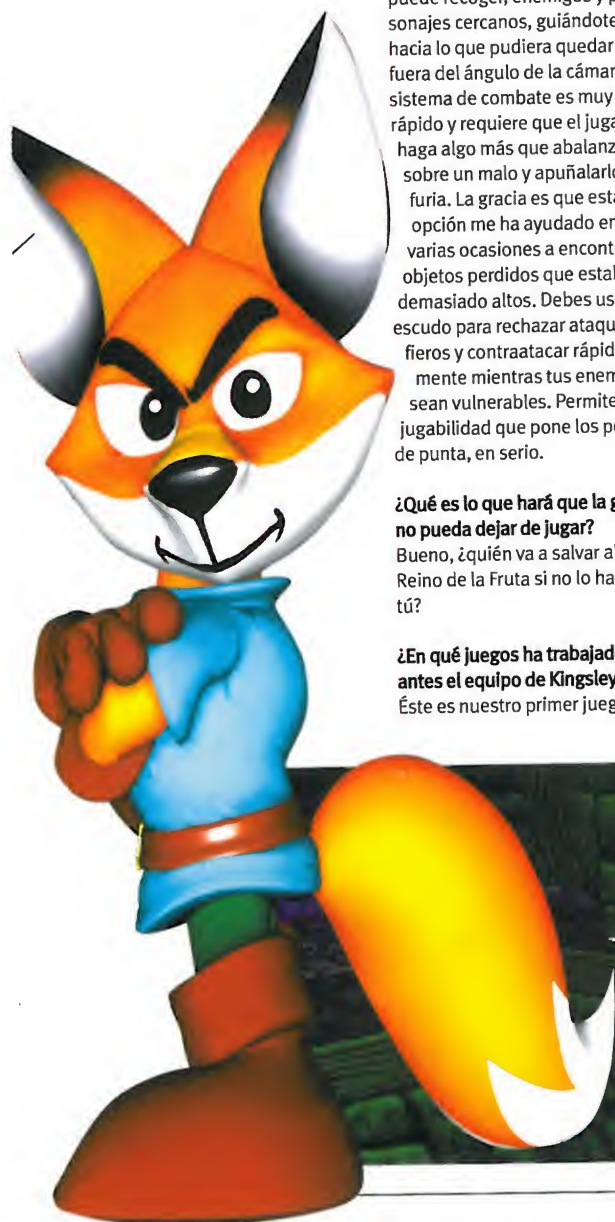 puede recoger, enemigos y p
sonajes cercanos, guiándote
hacia lo que pudiera quedar
fuera del ángulo de la cámar
sistema de combate es muy
rápido y requiere que el juga
haga algo más que abalanz
sobre un malo y apuñalarlo
furia. La gracia es que esta
opción me ha ayudado en
varias ocasiones a encont
objetos perdidos que estab
demasiado altos. Debes us
escudo para rechazar ataqu
fieros y contraatacar rápid
mente mientras tus enem
sean vulnerables. Permite
jugabilidad que pone los pe
de punta, en serio.
¿Qué es lo que hará que la g
no pueda dejar de jugar?
Bueno, ¿quién va a salvar al
Reino de la Fruta si no lo ha
tú?
¿En qué juegos ha trabajad
antes el equipo de Kingsley
Éste es nuestro primer jueg